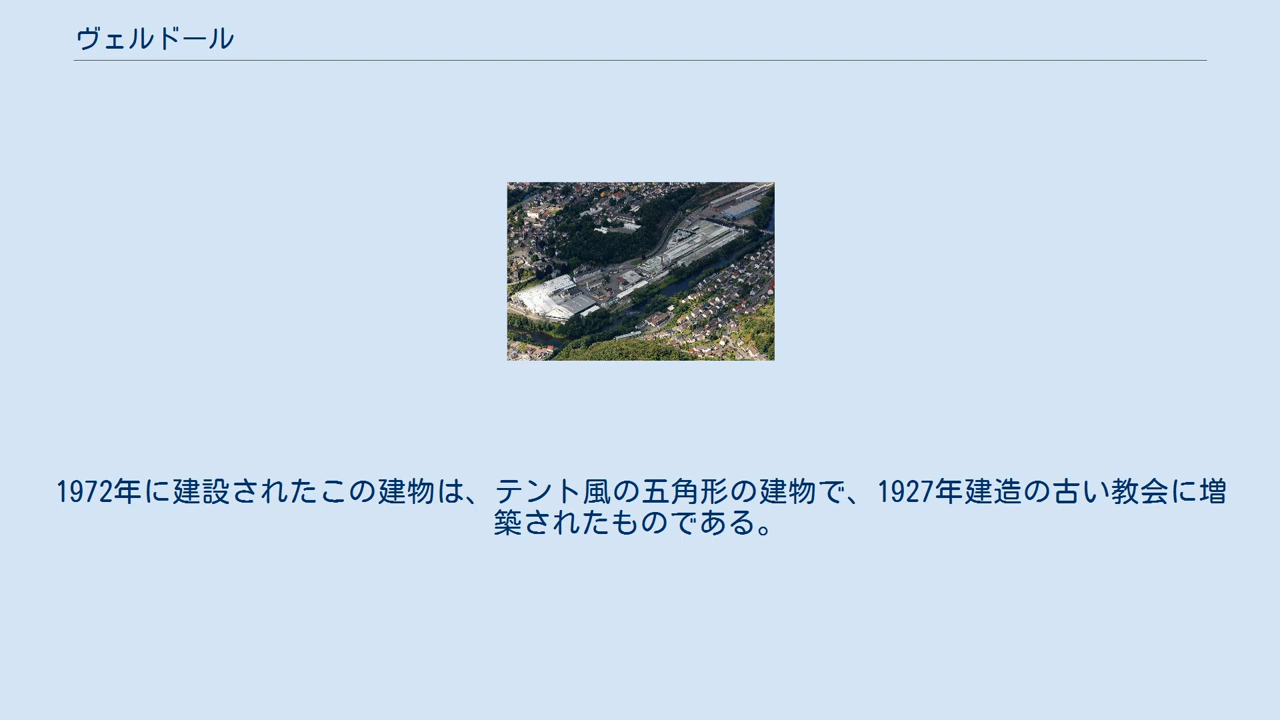 ヴェルドール
1972年に建設されたこの建物は、テント風の五角形の建物で、1927年建造の古い教会に増
築されたものである。